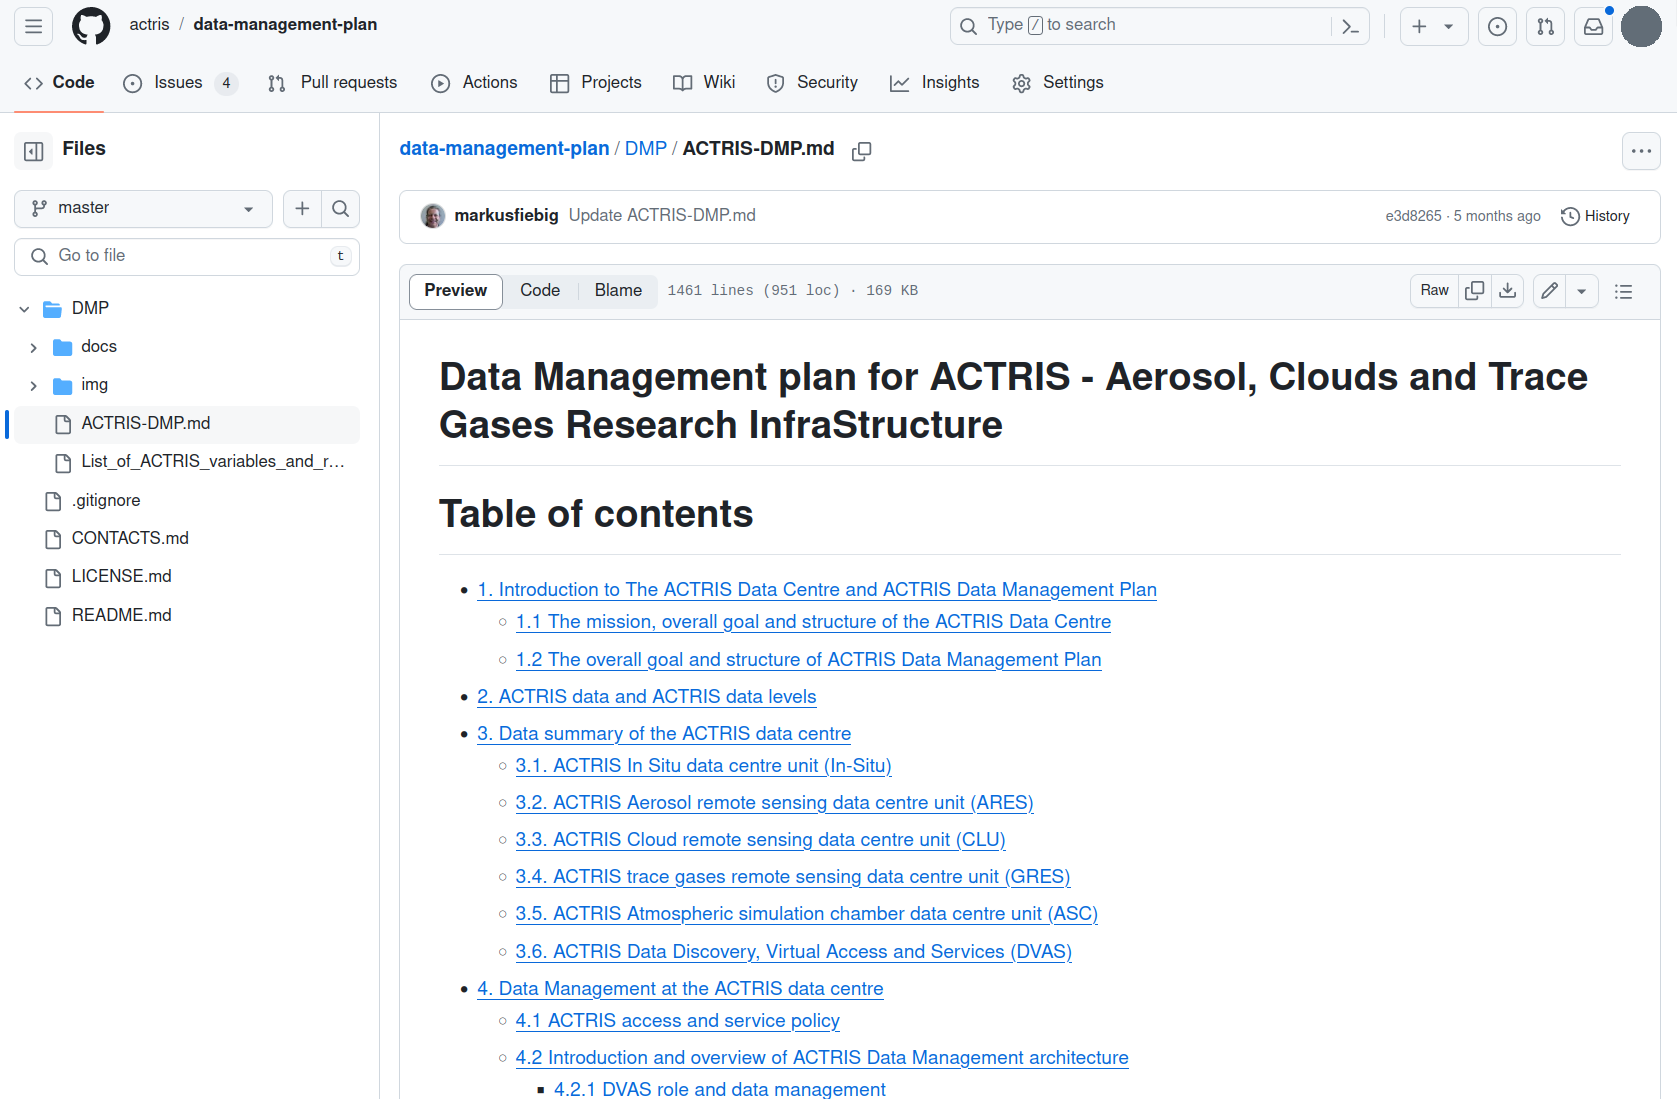 actris / data-management-plan
Type / to search
Code
Issues 4
Pull requests
Actions
Projects
Wiki
Security
Insights
Settings
Files
master
Go to file t
DMP
docs
img
ACTRIS-DMP.md
List_of_ACTRIS_variables_and_r...
.gitignore
CONTACTS.md
LICENSE.md
README.md
data-management-plan / DMP / ACTRIS-DMP.md
markusfiebig Update ACTRIS-DMP.md
e3d8265 · 5 months ago
History
Preview Code Blame 1461 lines (951 loc) · 169 KB
Raw
Data Management plan for ACTRIS - Aerosol, Clouds and Trace
Gases Research InfraStructure
Table of contents
1. Introduction to The ACTRIS Data Centre and ACTRIS Data Management Plan
1.1 The mission, overall goal and structure of the ACTRIS Data Centre
1.2 The overall goal and structure of ACTRIS Data Management Plan
2. ACTRIS data and ACTRIS data levels
3. Data summary of the ACTRIS data centre
3.1. ACTRIS In Situ data centre unit (In-Situ)
3.2. ACTRIS Aerosol remote sensing data centre unit (ARES)
3.3. ACTRIS Cloud remote sensing data centre unit (CLU)
3.4. ACTRIS trace gases remote sensing data centre unit (GRES)
3.5. ACTRIS Atmospheric simulation chamber data centre unit (ASC)
3.6. ACTRIS Data Discovery, Virtual Access and Services (DVAS)
4. Data Management at the ACTRIS data centre
4.1 ACTRIS access and service policy
4.2 Introduction and overview of ACTRIS Data Management architecture
4.2.1 DVAS role and data management